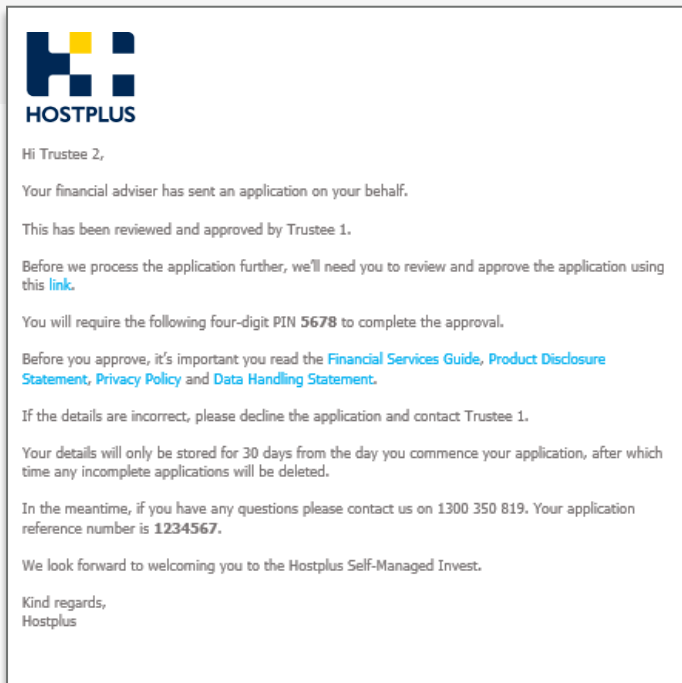 HOSTPLUS
Hi Trustee 2,
Your financial adviser has sent an application on your behalf.
This has been reviewed and approved by Trustee 1.
Before we process the application further, we'll need you to review and approve the application using
this link.
You will require the following four-digit PIN 5678 to complete the approval.
Before you approve, it's important you read the Financial Services Guide, Product Disclosure
Statement, Privacy Policy and Data Handling Statement.
If the details are incorrect, please decline the application and contact Trustee 1.
Your details will only be stored for 30 days from the day you commence your application, after which
time any incomplete applications will be deleted.
In the meantime, if you have any questions please contact us on 1300 350 819. Your application
reference number is 1234567.
We look forward to welcoming you to the Hostplus Self-Managed Invest.
Kind regards,
Hostplus